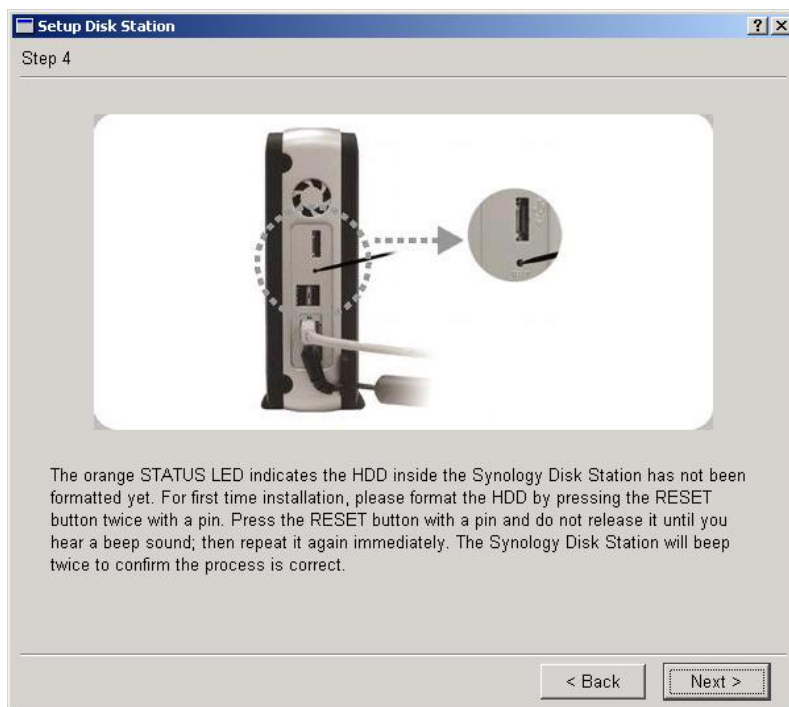 Setup Disk Station
Step 4
The orange STATUS LED indicates the HDD inside the Synology Disk Station has not been
formatted yet. For first time installation, please format the HDD by pressing the RESET
button twice with a pin. Press the RESET button with a pin and do not release it until you
hear a beep sound; then repeat it again immediately. The Synology Disk Station will beep
twice to confirm the process is correct.
< Back
Next >